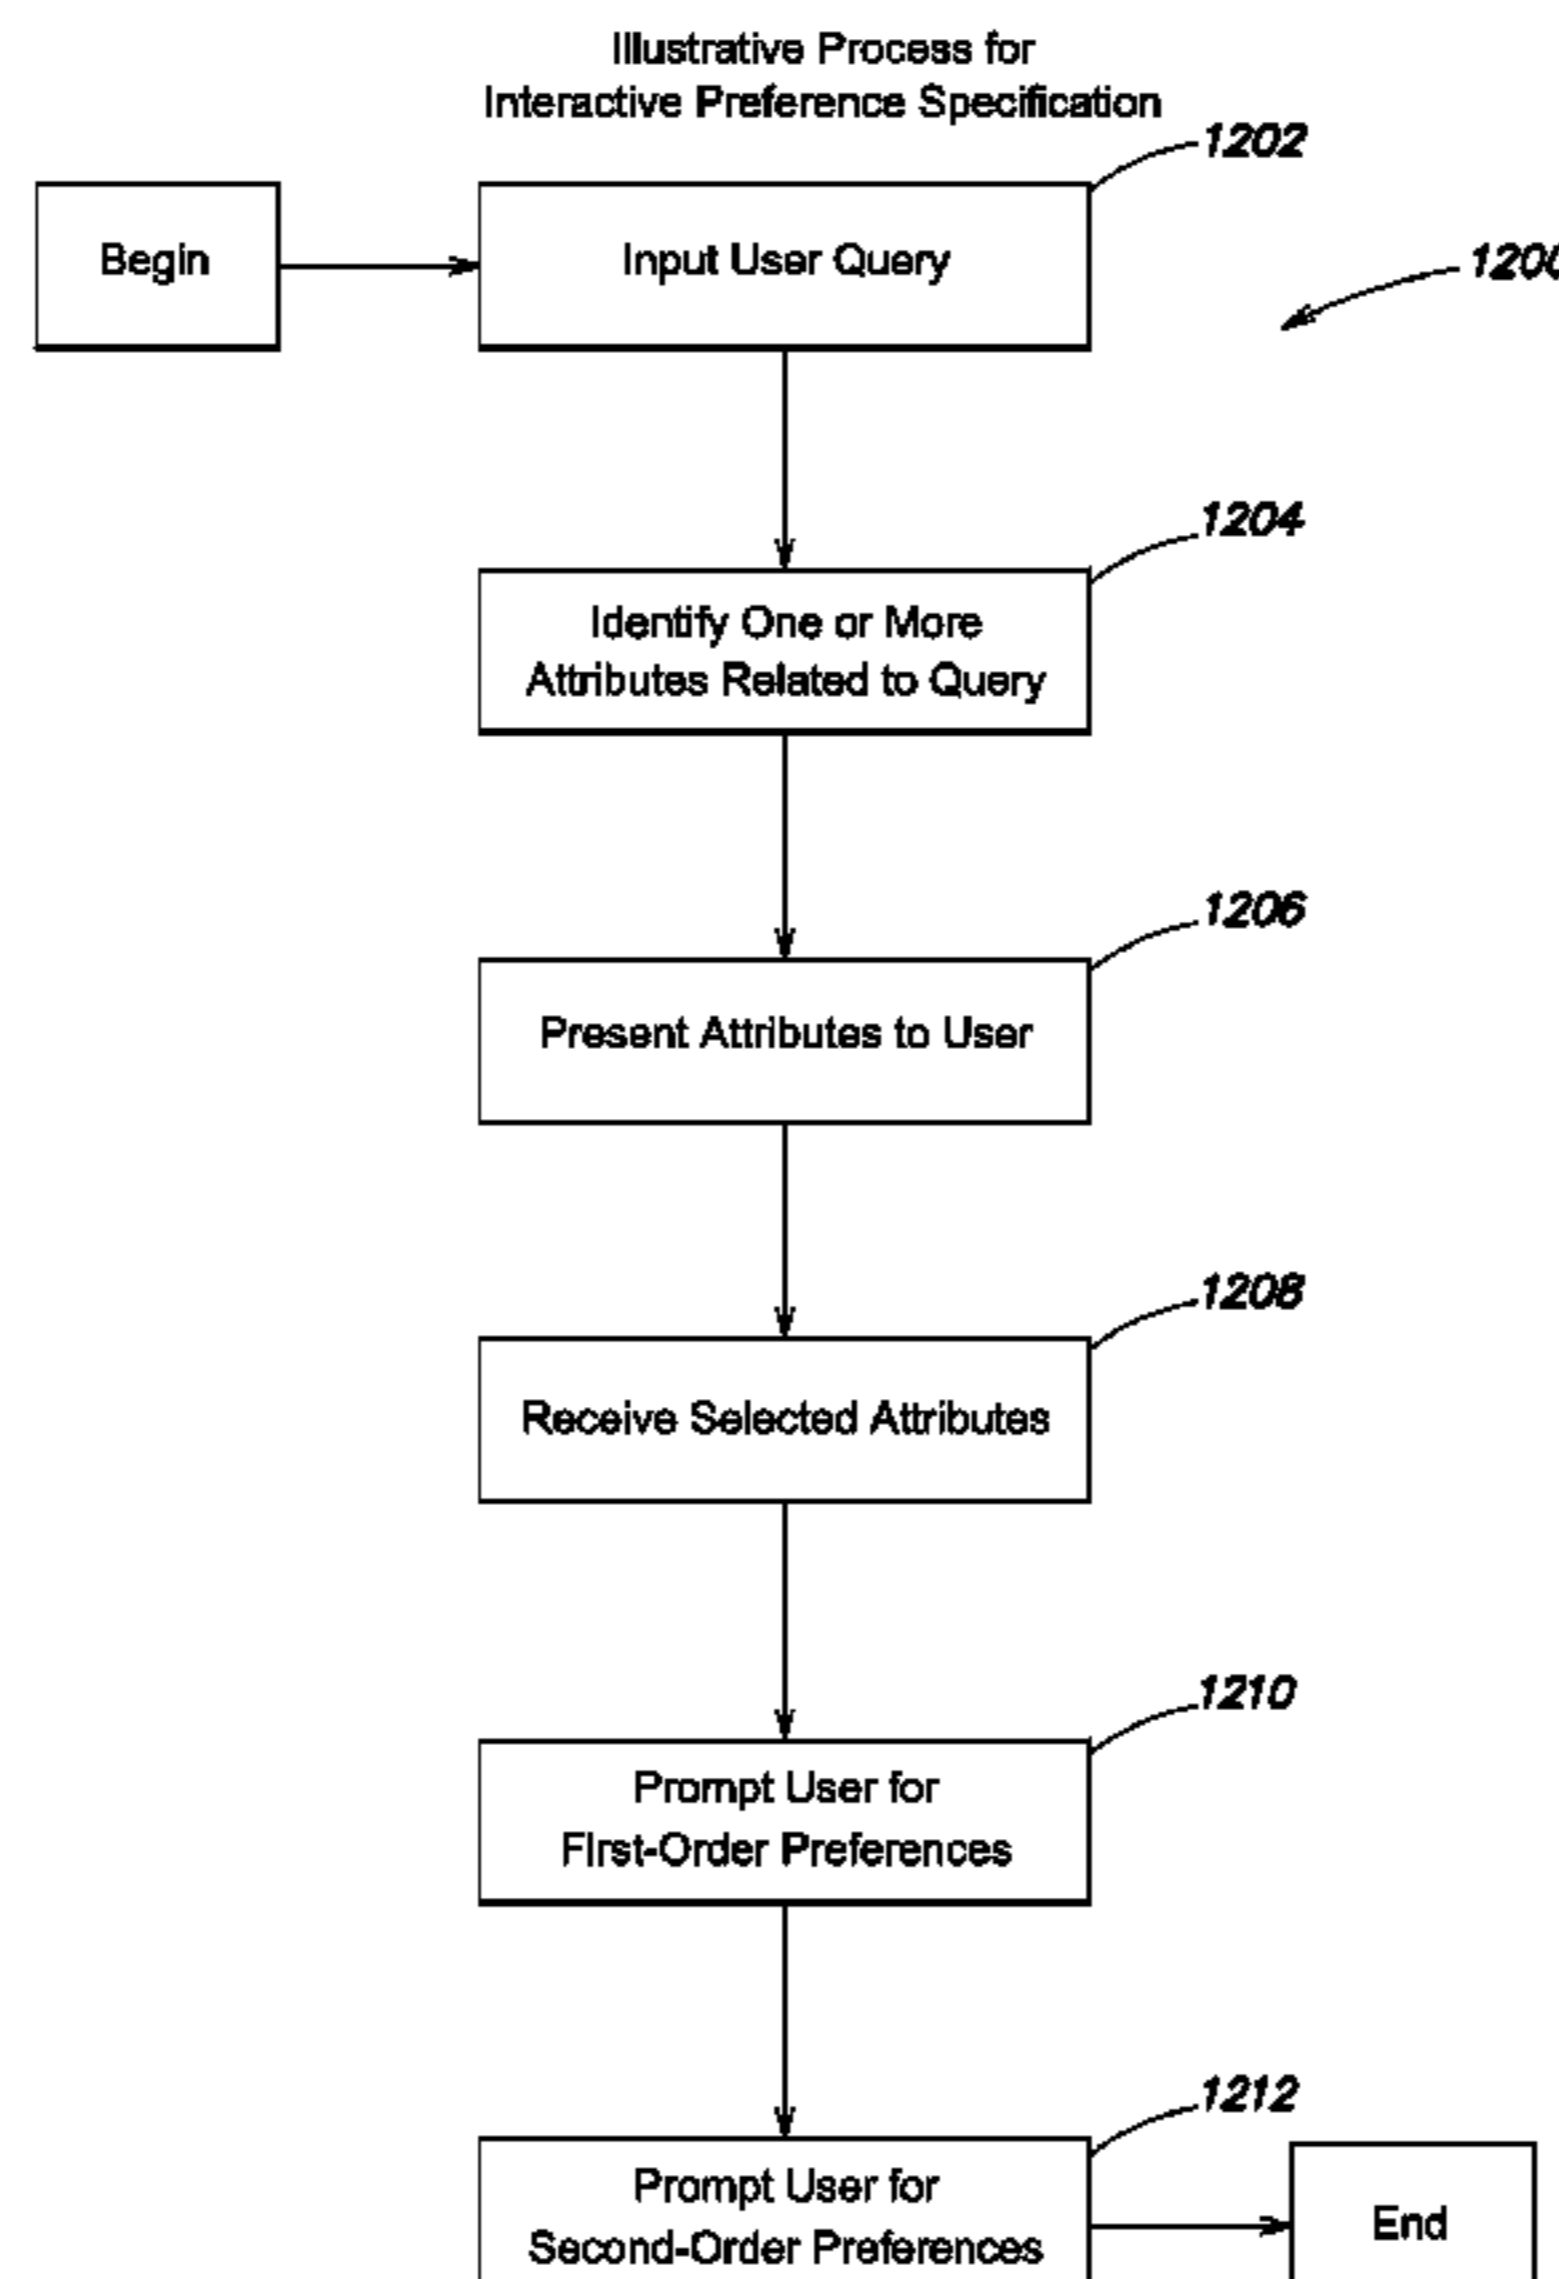 Illustrative Process for
Interactive Preference Specification
1202
Begin
Input User Query
1200
1204
Identify One or More
Attributes Related to Query
1206
Present Attributes to User
1208
Receive Selected Attributes
1210
Prompt User for
First-Order Preferences
1212
Prompt User for
Second-Order Preferences
End